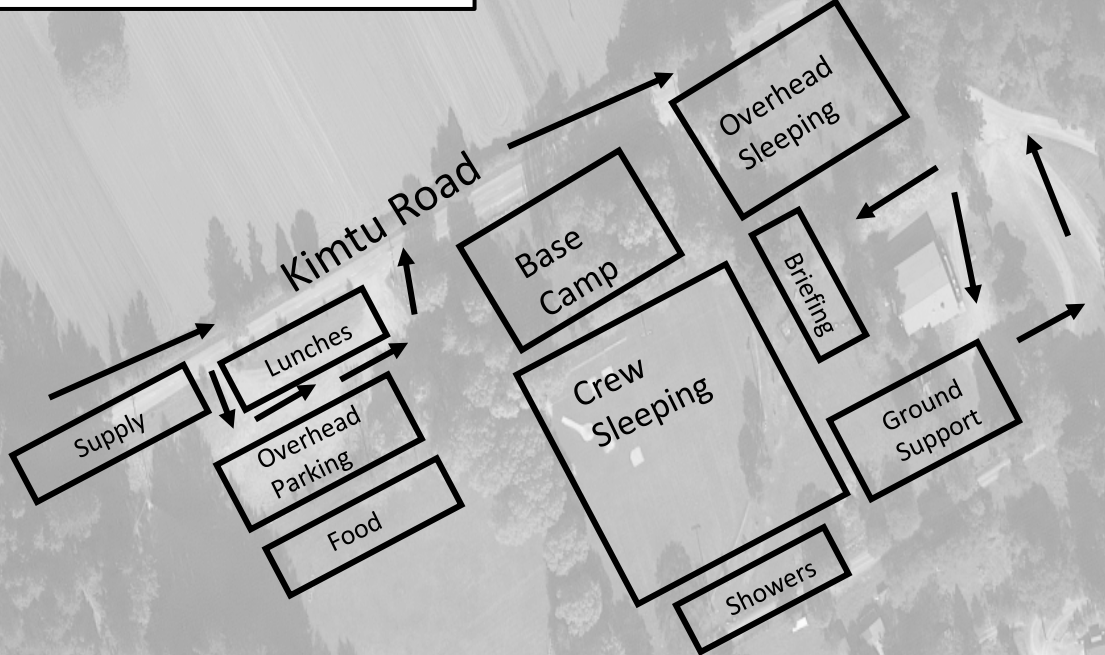 Kimtu Road
Overhead
Sleeping
Base
Camp
Briefing
Lunches
Supply
Overhead
Parking
Food
Crew
Sleeping
Ground
Support
Showers